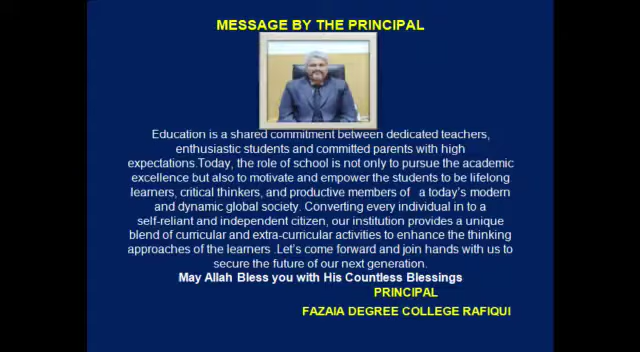 MESSAGE BY THE PRINCIPAL
Education is a shared commitment between dedicated teachers,
enthusiastic students and committed parents with high
expectations.Today, the role of school is not only to pursue the academic
excellence but also to motivate and empower the students to be lifelong
learners, critical thinkers, and productive members of a today's modern
and dynamic global society. Converting every individual in to a
self-reliant and independent citizen, our institution provides a unique
blend of curricular and extra-curricular activities to enhance the thinking
approaches of the learners .Let's come forward and join hands with us to
secure the future of our next generation.
May Allah Bless you with His Countless Blessings
PRINCIPAL
FAZAIA DEGREE COLLEGE RAFIQUI